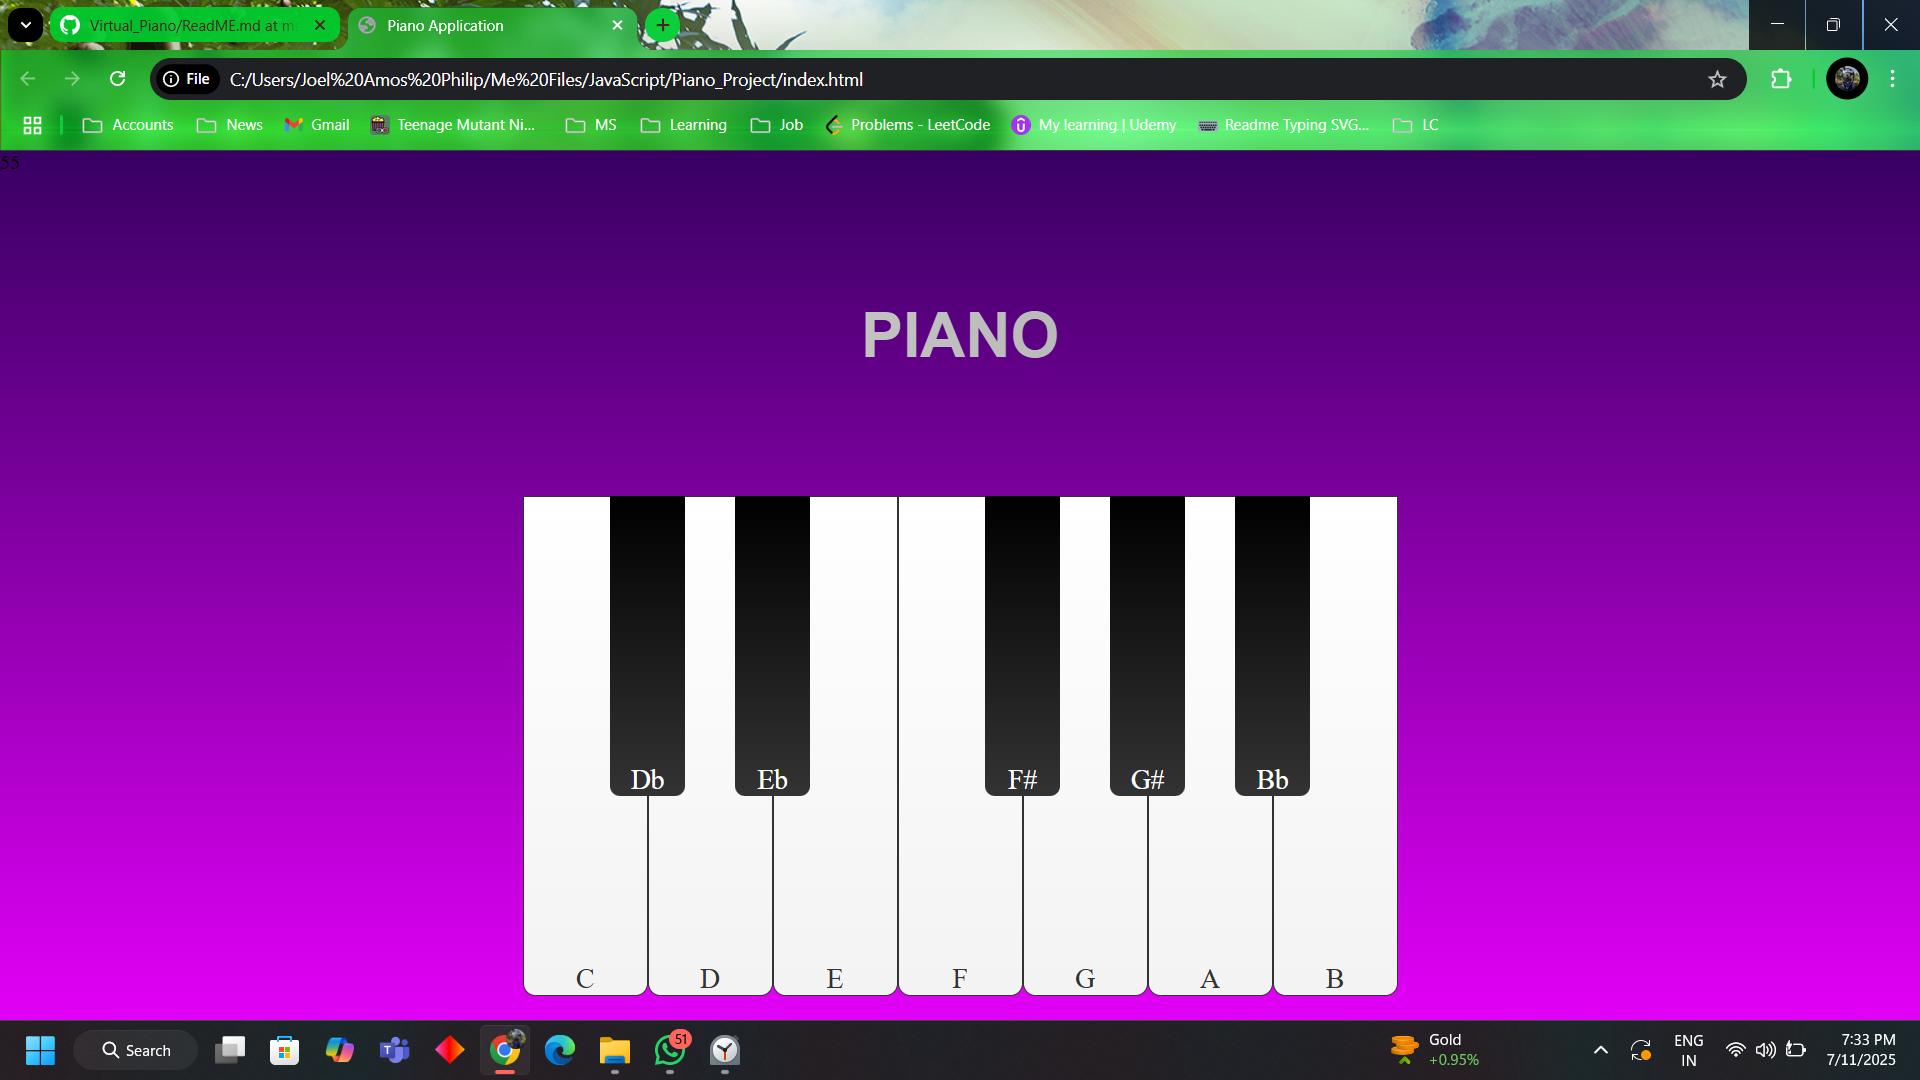 Virtual_Piano/ReadME.md at m
Piano Application
File C:/Users/Joel%20Amos%20Philip/Me%20Files/JavaScript/Piano_Project/index.html
Accounts News Gmail Teenage Mutant Ni... MS Learning Job Problems - LeetCode My learning | Udemy Readme Typing SVG... LC
55
PIANO
Db Eb F# G# Bb
C D E F G A B
Search
51
Gold
+0.95%
ENG
IN
7:33 PM
7/11/2025